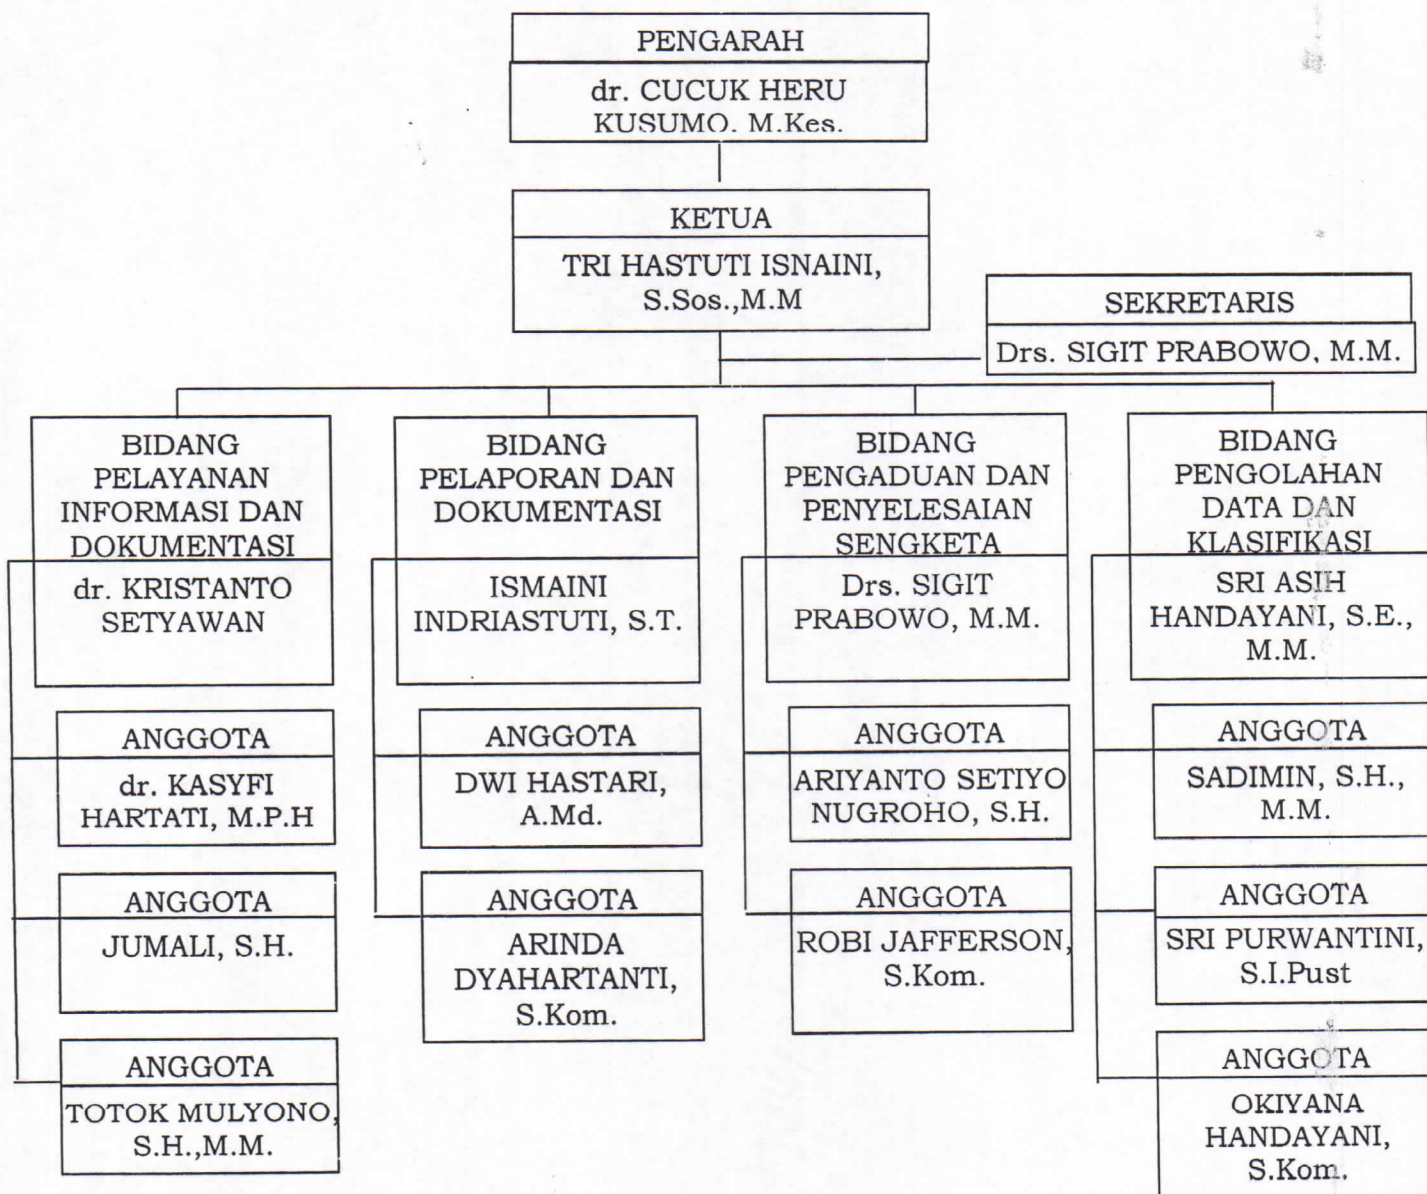 PENGARAH
dr. CUCUK HERU
KUSUMO, M.Kes.
KETUA
TRI HASTUTI ISNAINI,
S.Sos.,M.M
SEKRETARIS
Drs. SIGIT PRABOWO, M.M.
BIDANG
PELAYANAN
INFORMASI DAN
DOKUMENTASI
dr. KRISTANTO
SETYAWAN
ANGGOTA
dr. KASYFI
HARTATI, M.P.H
ANGGOTA
JUMALI, S.H.
ANGGOTA
TOTOK MULYONO,
S.H.,M.M.
BIDANG
PELAPORAN DAN
DOKUMENTASI
ISMAINI
INDRIASTUTI, S.T.
ANGGOTA
DWI HASTARI,
A.Md.
ANGGOTA
ARINDA
DYAHARTANTI,
S.Kom.
BIDANG
PENGADUAN DAN
PENYELESAIAN
SENGKETA
Drs. SIGIT
PRABOWO, M.M.
ANGGOTA
ARIYANTO SETIYO
NUGROHO, S.H.
ANGGOTA
ROBI JAFFERSON,
S.Kom.
BIDANG
PENGOLAHAN
DATA DAN
KLASIFIKASI
SRI ASIH
HANDAYANI, S.E.,
M.M.
ANGGOTA
SADIMIN, S.H.,
M.M.
ANGGOTA
SRI PURWANTINI,
S.I.Pust
ANGGOTA
OKIYANA
HANDAYANI,
S.Kom.